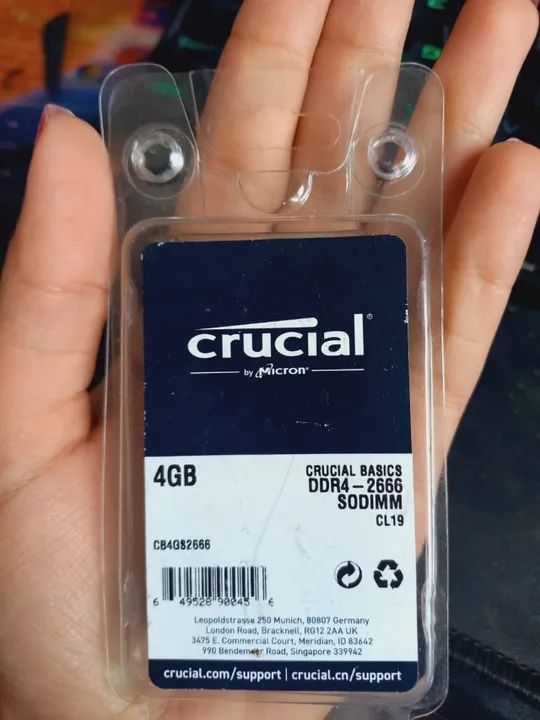 crucial®
by Micron®
4GB
CRUCIAL BASICS
DDR4-2666
SODIMM
CL19
CB4GS2666
6 49528 90045 6
Leopoldstrasse 250 Munich, 80807 Germany
London Road, Bracknell, RG12 2AA UK
3475 E. Commercial Court, Meridian, ID 83642
990 Bendemeer Road, Singapore 339942
crucial.com/support | crucial.cn/support